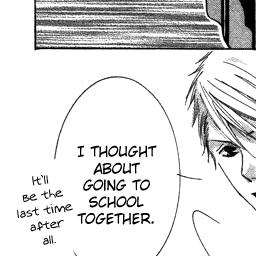 I THOUGHT
ABOUT
GOING TO
SCHOOL
TOGETHER.
It'll
Be the
last time
after
all.